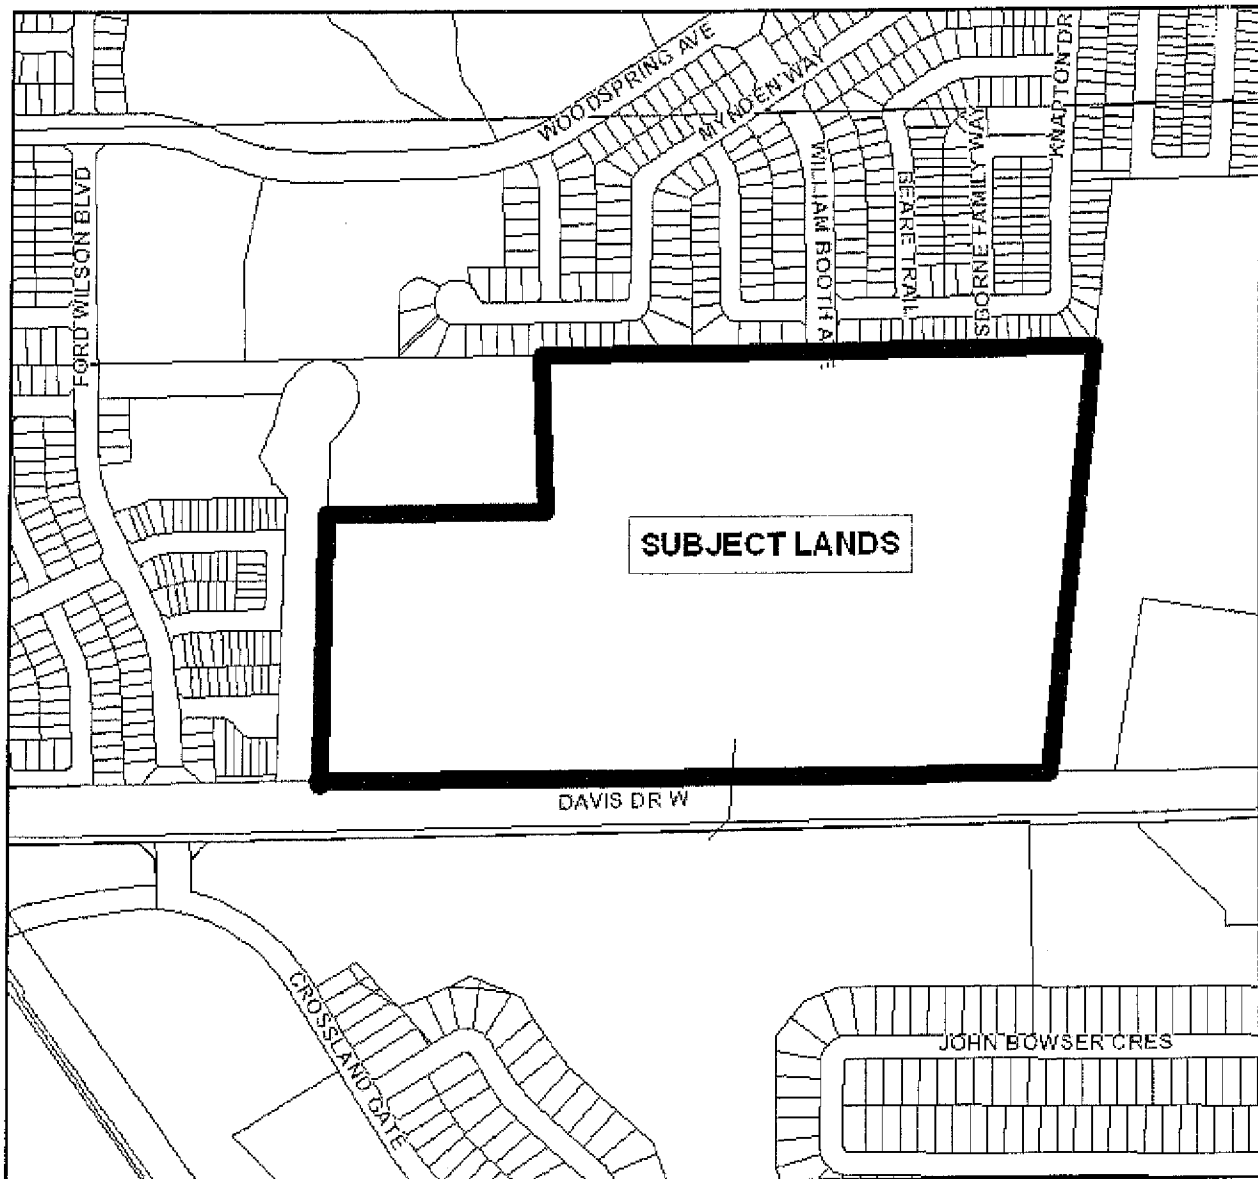 WOODSPRING AVE
MYNDEN WAY
KNAPTON DR
FORD WILSON BLVD
WILLIAM BOOTH A
BEARE TRAIL
SBORNE FAMILY WAY
SUBJECT LANDS
DAVIS DR W
CROSSLAND GATE
JOHN BOWSER CRES